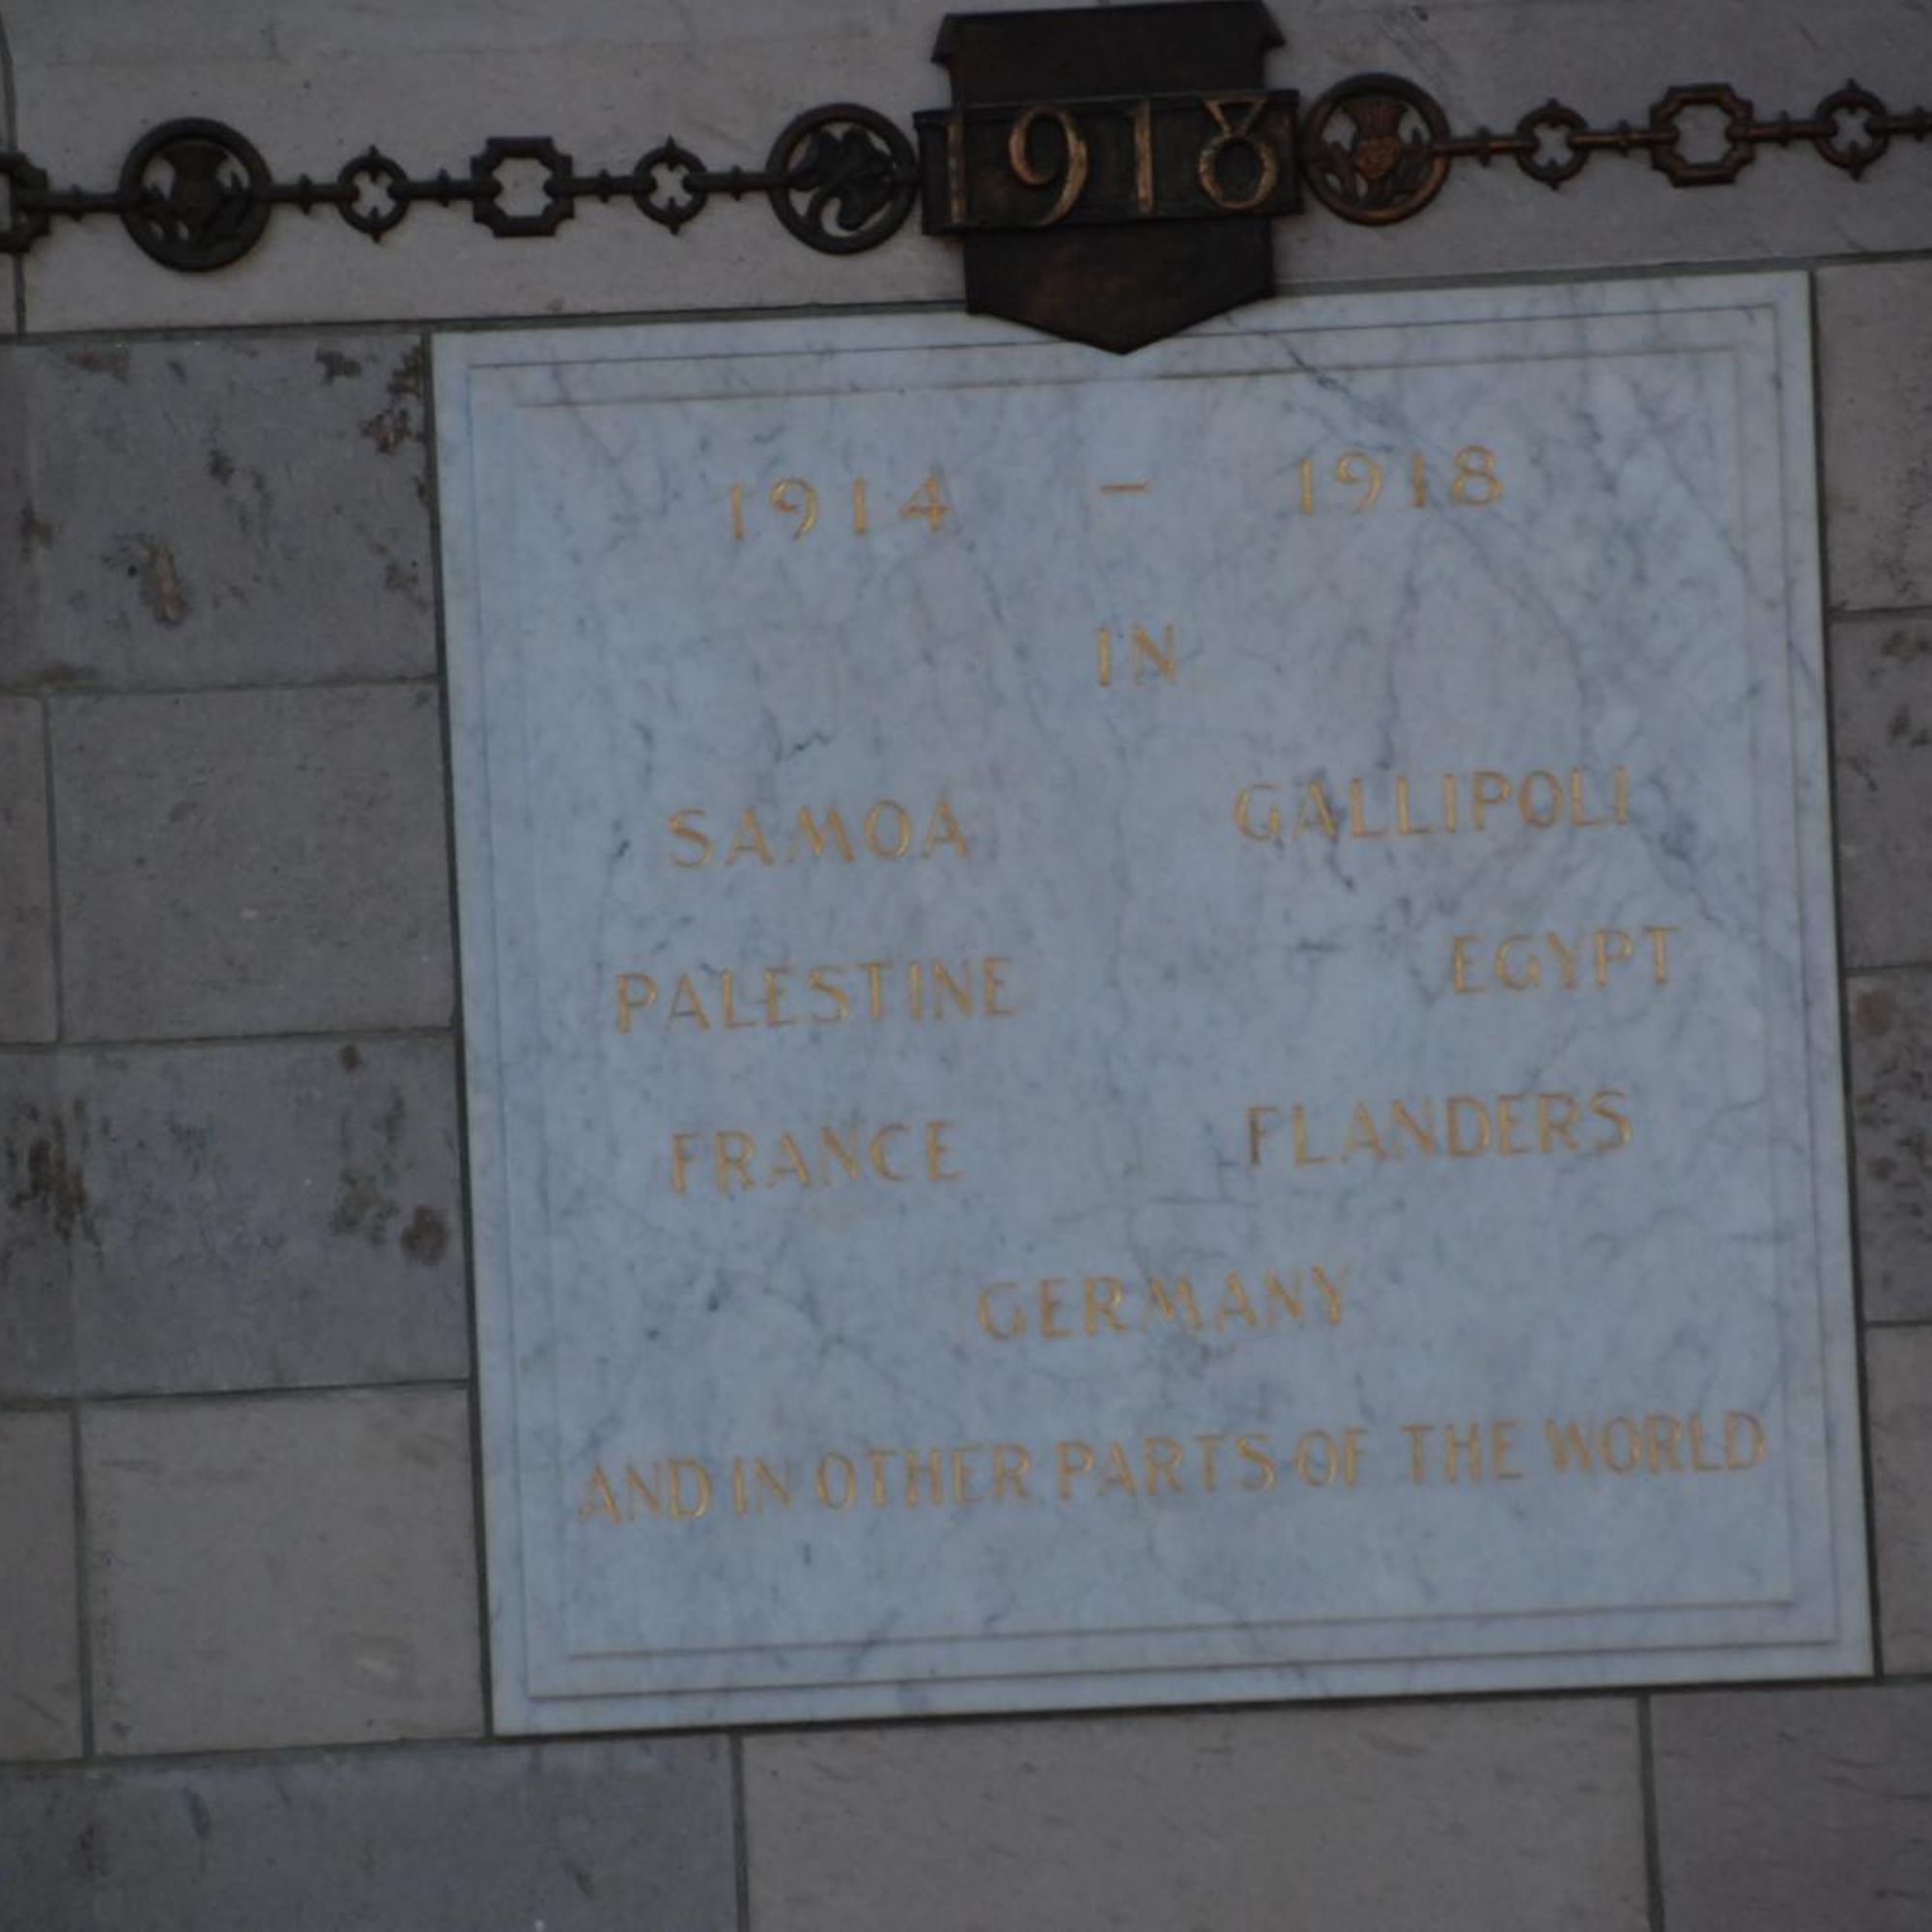 1918
1914 – 1918
IN
SAMOA GALLIPOLI
PALESTINE EGYPT
FRANCE FLANDERS
GERMANY
AND IN OTHER PARTS OF THE WORLD